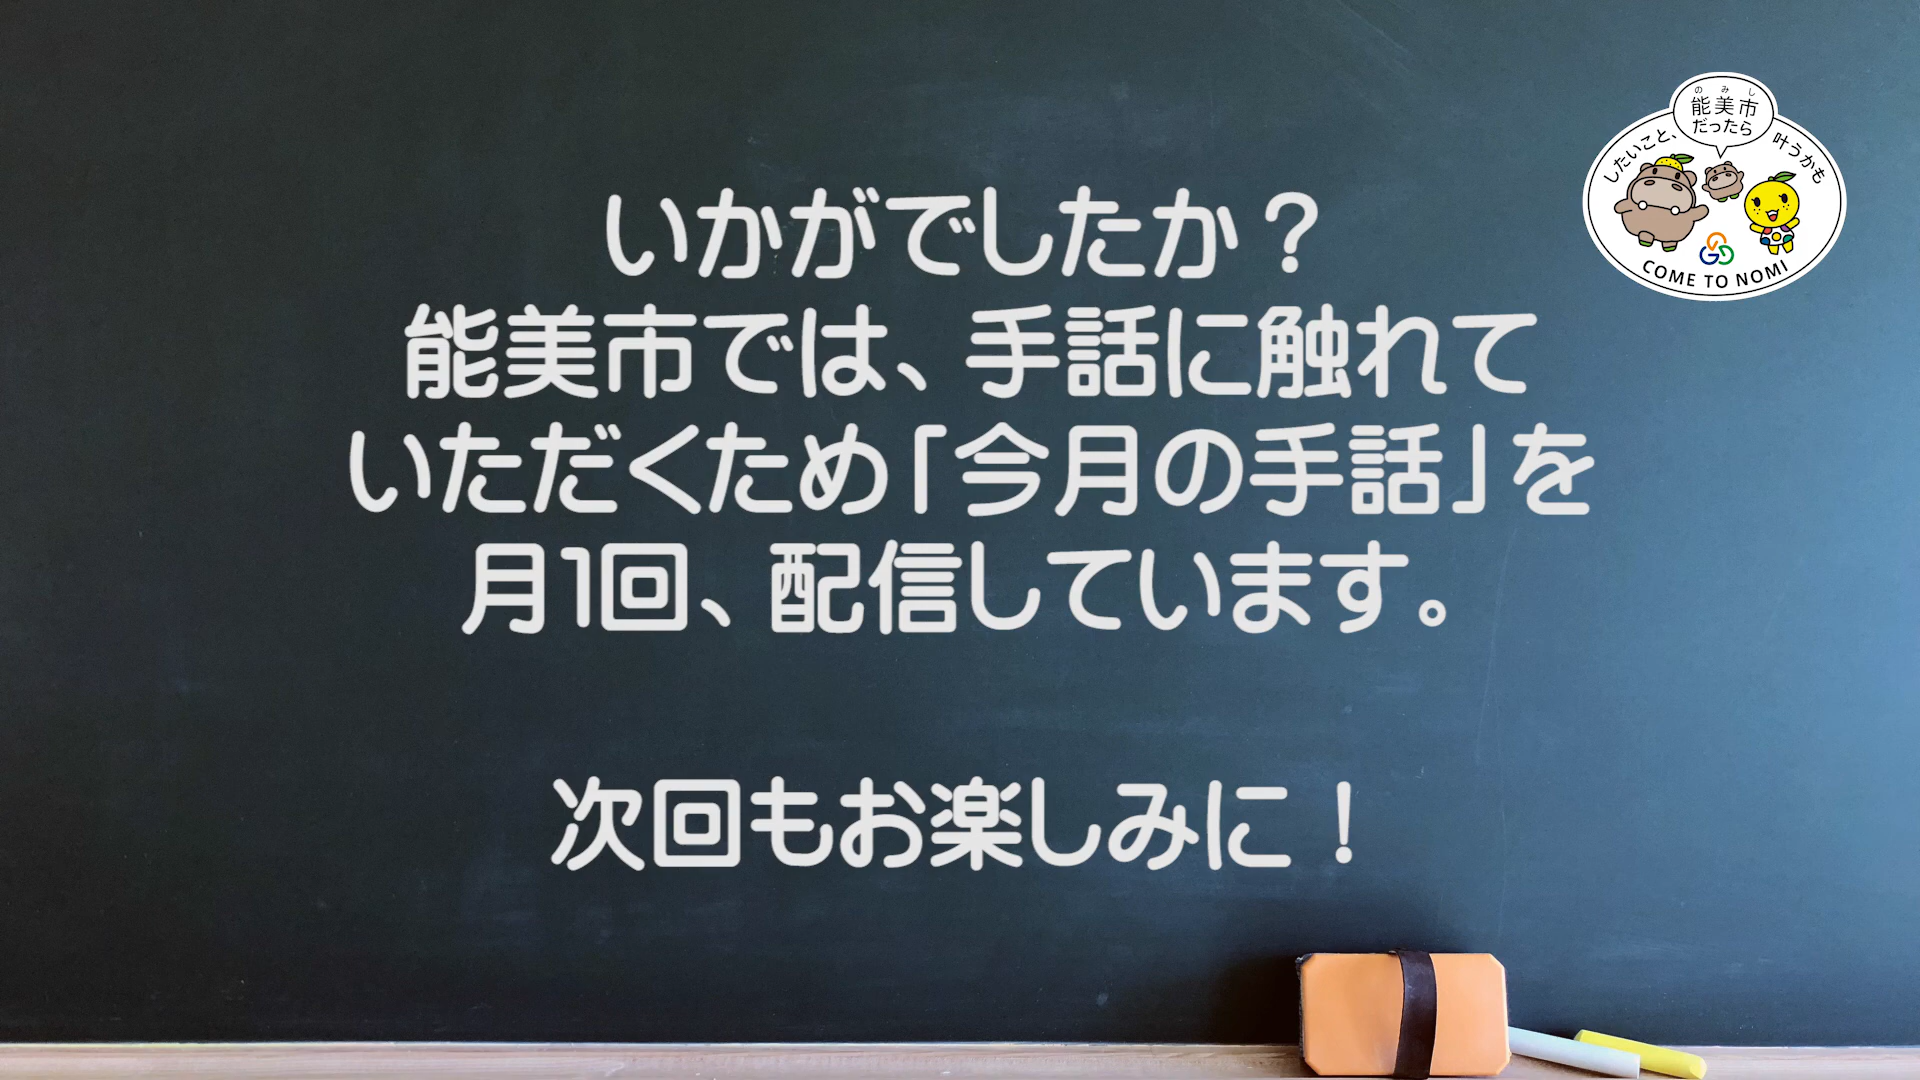 いかがでしたか？
能美市では、手話に触れて
いただくため「今月の手話」を
月1回、配信しています。
次回もお楽しみに！
のみし
能美市
だったら
したいこと、
叶うかも
COME TO NOMI